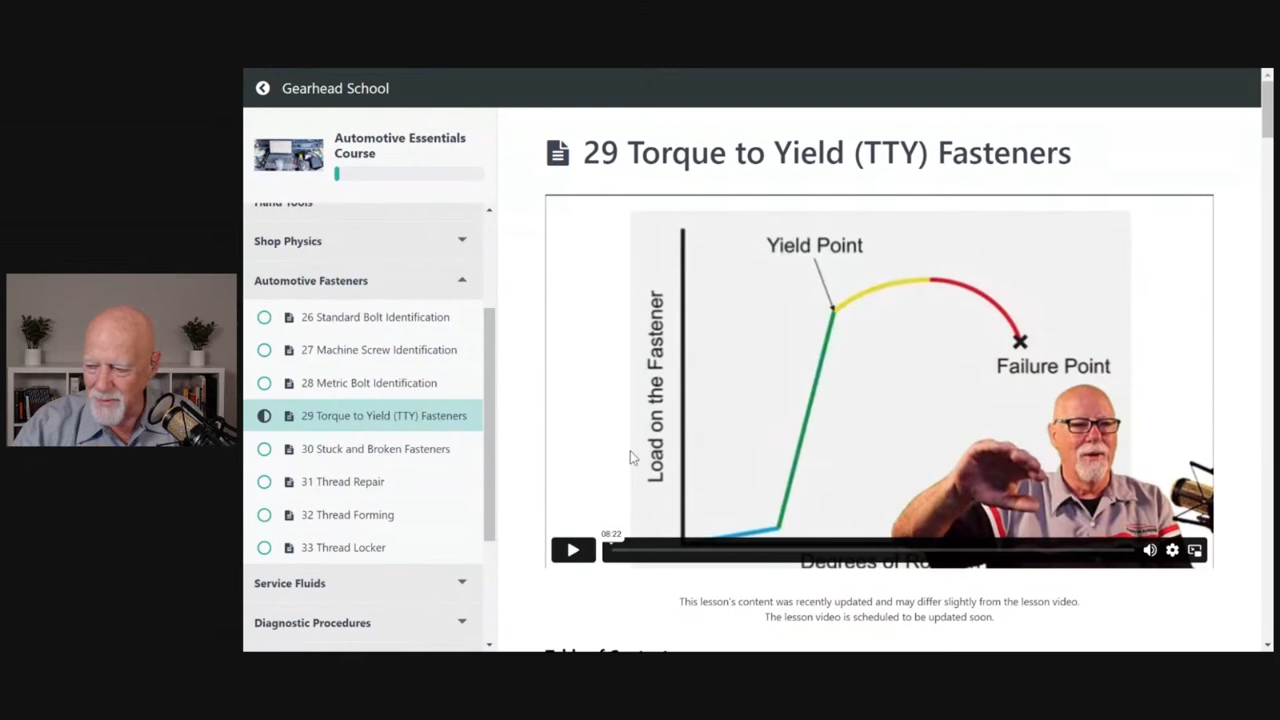 Gearhead School
Automotive Essentials
Course
Hand Tools
Shop Physics
Automotive Fasteners
26 Standard Bolt Identification
27 Machine Screw Identification
28 Metric Bolt Identification
29 Torque to Yield (TTY) Fasteners
30 Stuck and Broken Fasteners
31 Thread Repair
32 Thread Forming
33 Thread Locker
Service Fluids
Diagnostic Procedures
29 Torque to Yield (TTY) Fasteners
Yield Point
Failure Point
Load on the Fastener
08:22
Degrees of
This lesson's content was recently updated and may differ slightly from the lesson video.
The lesson video is scheduled to be updated soon.